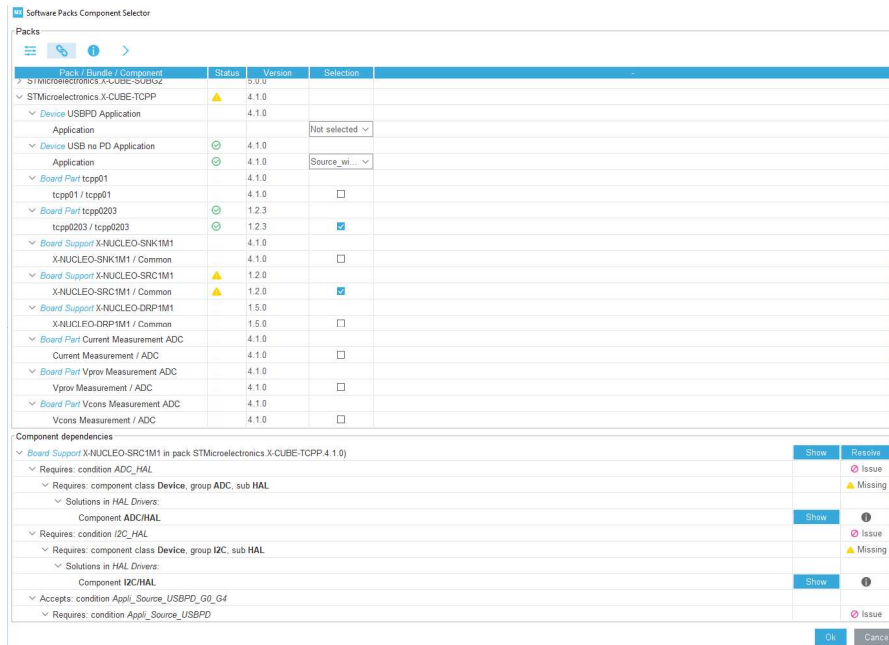 MX Software Packs Component Selector
Packs
Pack / Bundle / Component Status Version Selection -
STMicroelectronics.X-CUBE-SUBG2 5.0.0
STMicroelectronics.X-CUBE-TCPP 4.1.0
Device USBPD Application 4.1.0
Application Not selected
Device USB no PD Application 4.1.0
Application 4.1.0 Source_wi...
Board Part tcpp01 4.1.0
tcpp01 / tcpp01 4.1.0
Board Part tcpp0203 1.2.3
tcpp0203 / tcpp0203 1.2.3
Board Support X-NUCLEO-SNK1M1 4.1.0
X-NUCLEO-SNK1M1 / Common 4.1.0
Board Support X-NUCLEO-SRC1M1 1.2.0
X-NUCLEO-SRC1M1 / Common 1.2.0
Board Support X-NUCLEO-DRP1M1 1.5.0
X-NUCLEO-DRP1M1 / Common 1.5.0
Board Part Current Measurement ADC 4.1.0
Current Measurement / ADC 4.1.0
Board Part Vprov Measurement ADC 4.1.0
Vprov Measurement / ADC 4.1.0
Board Part Vcons Measurement ADC 4.1.0
Vcons Measurement / ADC 4.1.0
Component dependencies
Board Support X-NUCLEO-SRC1M1 in pack STMicroelectronics.X-CUBE-TCPP.4.1.0) Show Resolve
Requires: condition ADC_HAL Issue
Requires: component class Device, group ADC, sub HAL Missing
Solutions in HAL Drivers:
Component ADC/HAL Show
Requires: condition I2C_HAL Issue
Requires: component class Device, group I2C, sub HAL Missing
Solutions in HAL Drivers:
Component I2C/HAL Show
Accepts: condition Appli_Source_USBPD_G0_G4
Requires: condition Appli_Source_USBPD Issue
Ok Cance